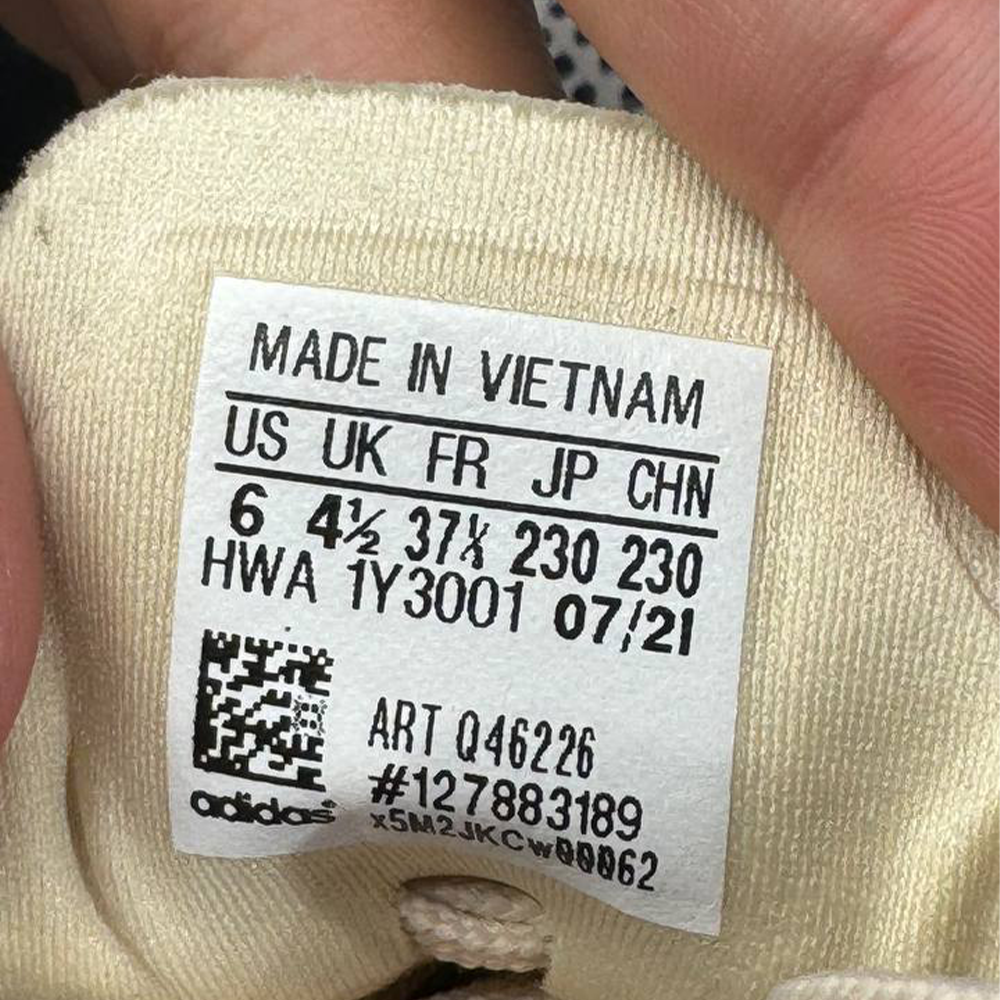 MADE IN VIETNAM
US UK FR JP CHN
6 4½ 37⅓ 230 230
HWA 1Y3001 07/21
ART Q46226
#127883189
x5M2JKCw00062
adidas